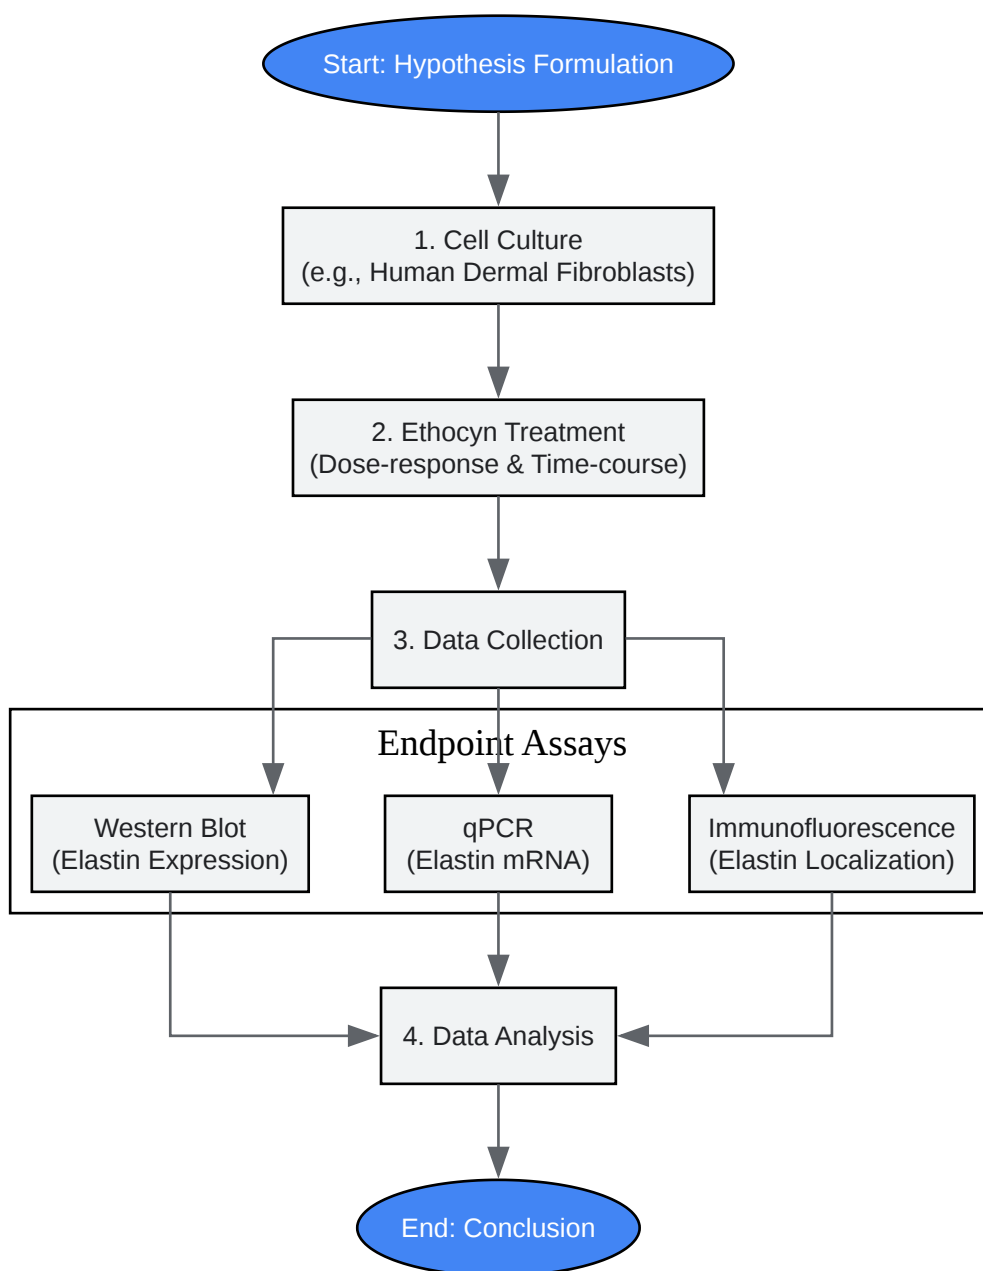 Start: Hypothesis Formulation
1. Cell Culture
(e.g., Human Dermal Fibroblasts)
2. Ethocyn Treatment
(Dose-response & Time-course)
3. Data Collection
Endpoint Assays
Western Blot
(Elastin Expression)
qPCR
(Elastin mRNA)
Immunofluorescence
(Elastin Localization)
4. Data Analysis
End: Conclusion